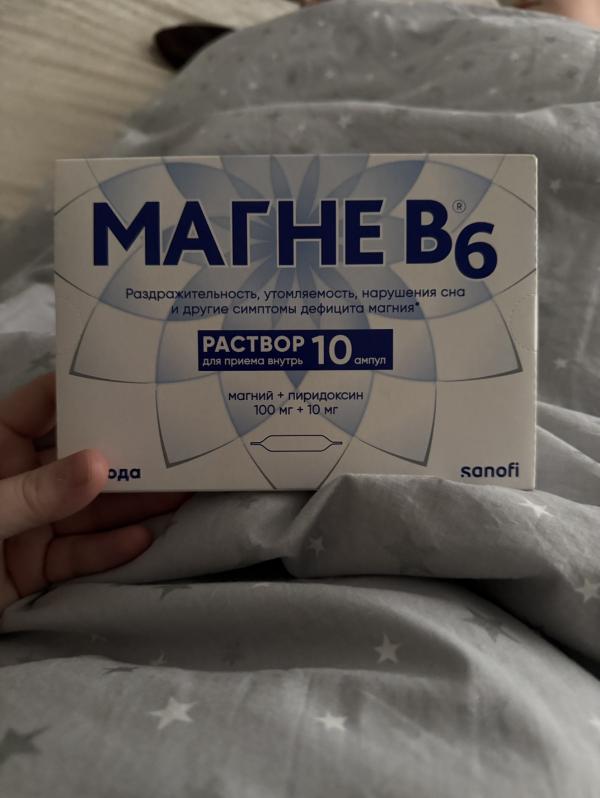 МАГНЕ B6®
Раздражительность, утомляемость, нарушения сна
и другие симптомы дефицита магния*
РАСТВОР
для приема внутрь 10 ампул
магний + пиридоксин
100 мг + 10 мг
sanofi